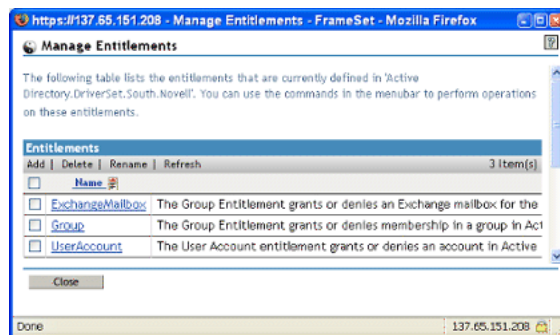 https://137.65.151.208 - Manage Entitlements - FrameSet - Mozilla Firefox
Manage Entitlements
?
The following table lists the entitlements that are currently defined in 'Active
Directory.DriverSet.South.Novell'. You can use the commands in the menubar to perform operations
on these entitlements.
Entitlements
Add | Delete | Rename | Refresh 3 Item(s)
Name
ExchangeMailbox The Group Entitlement grants or denies an Exchange mailbox for the
Group The Group Entitlement grants or denies membership in a group in Act
UserAccount The User Account entitlement grants or denies an account in Active
Close
Done 137.65.151.208